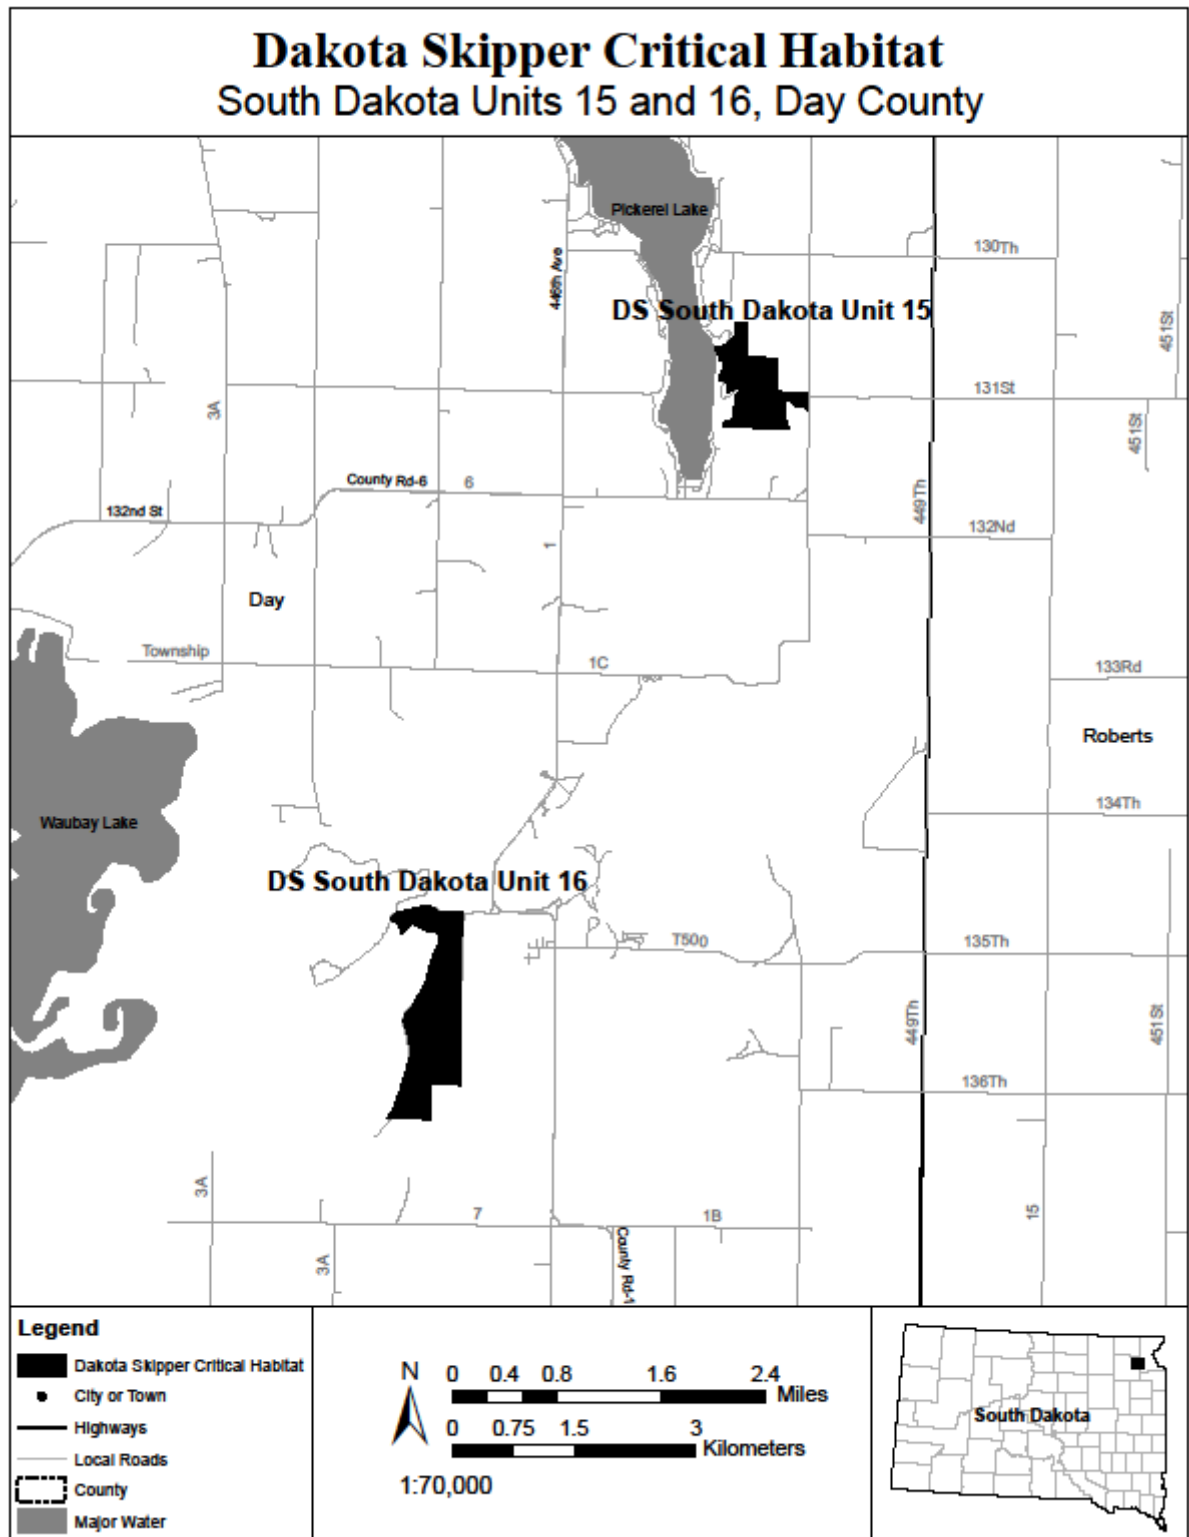 Dakota Skipper Critical Habitat
South Dakota Units 15 and 16, Day County
Pickerel Lake
130Th
446th Ave
DS South Dakota Unit 15
451St
131St
3A
451St
County Rd-6
6
449Th
132nd St
132Nd
1
Day
Township
1C
133Rd
Roberts
134Th
Waubay Lake
DS South Dakota Unit 16
T500
135Th
449Th
451St
136Th
3A
15
7
1B
3A
County Rd-1
Legend
Dakota Skipper Critical Habitat
City or Town
Highways
Local Roads
County
Major Water
N
0 0.4 0.8 1.6 2.4
Miles
0 0.75 1.5 3
Kilometers
1:70,000
South Dakota